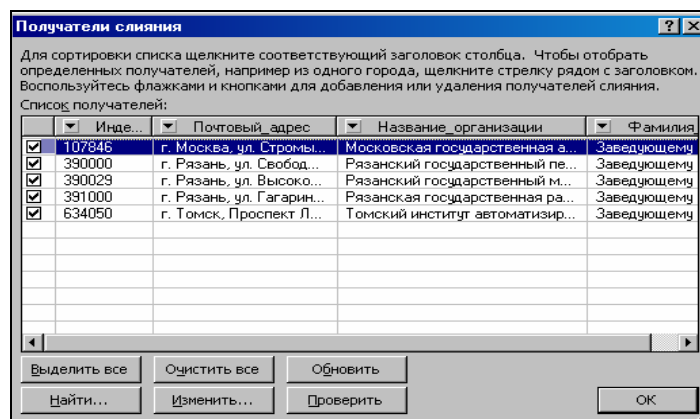 Получатели слияния
Для сортировки списка щелкните соответствующий заголовок столбца. Чтобы отобрать
определенных получателей, например из одного города, щелкните стрелку рядом с заголовком.
Воспользуйтесь флажками и кнопками для добавления или удаления получателей слияния.
Список получателей:
Инде... Почтовый_адрес Название_организации Фамилия
107846 г. Москва, ул. Стромы... Московская государственная а... Заведующему
390000 г. Рязань, ул. Свобод... Рязанский государственный пе... Заведующему
390029 г. Рязань, ул. Высоко... Рязанский государственный м... Заведующему
391000 г. Рязань, ул. Гагарин... Рязанская государственная ра... Заведующему
634050 г. Томск, Проспект Л... Томский институт автоматизир... Заведующему
Выделить все Очистить все Обновить
Найти... Изменить... Проверить OK